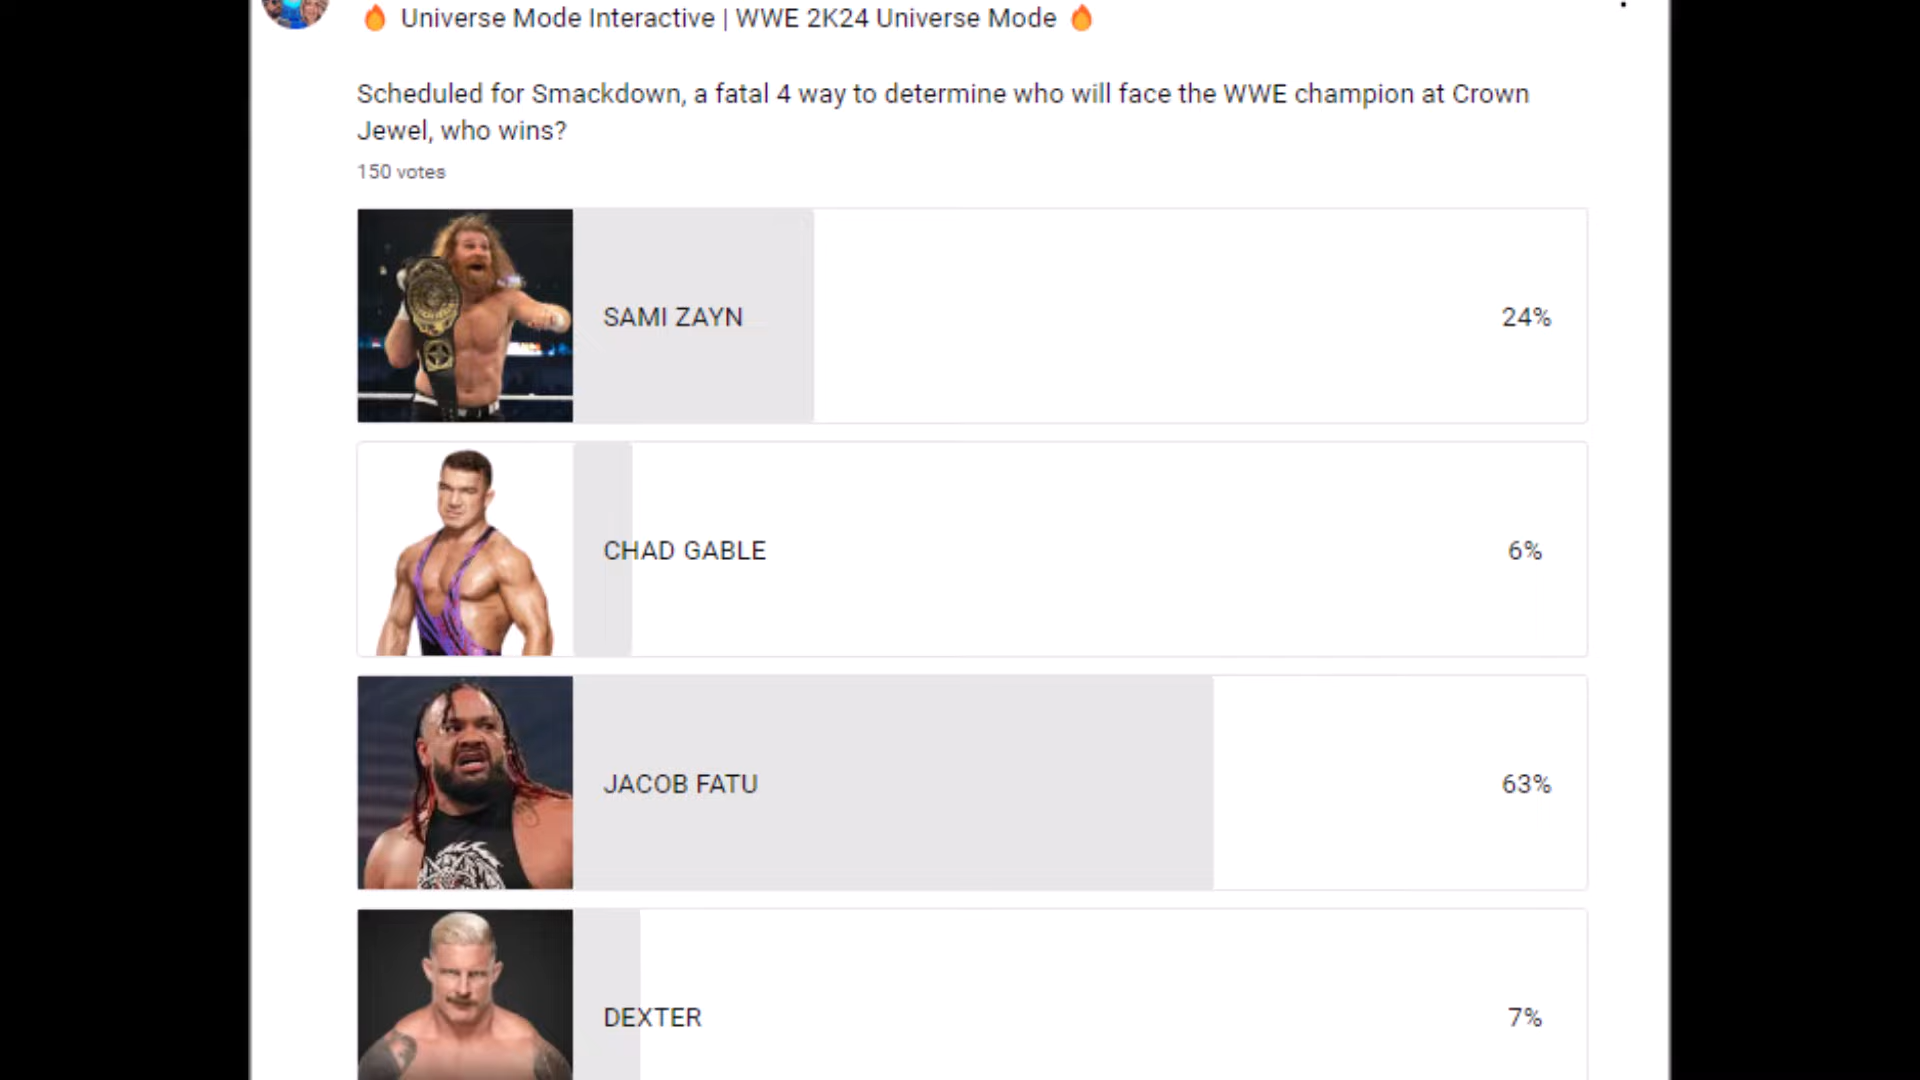 🔥 Universe Mode Interactive | WWE 2K24 Universe Mode 🔥
Scheduled for Smackdown, a fatal 4 way to determine who will face the WWE champion at Crown
Jewel, who wins?
150 votes
SAMI ZAYN 24%
CHAD GABLE 6%
JACOB FATU 63%
DEXTER 7%